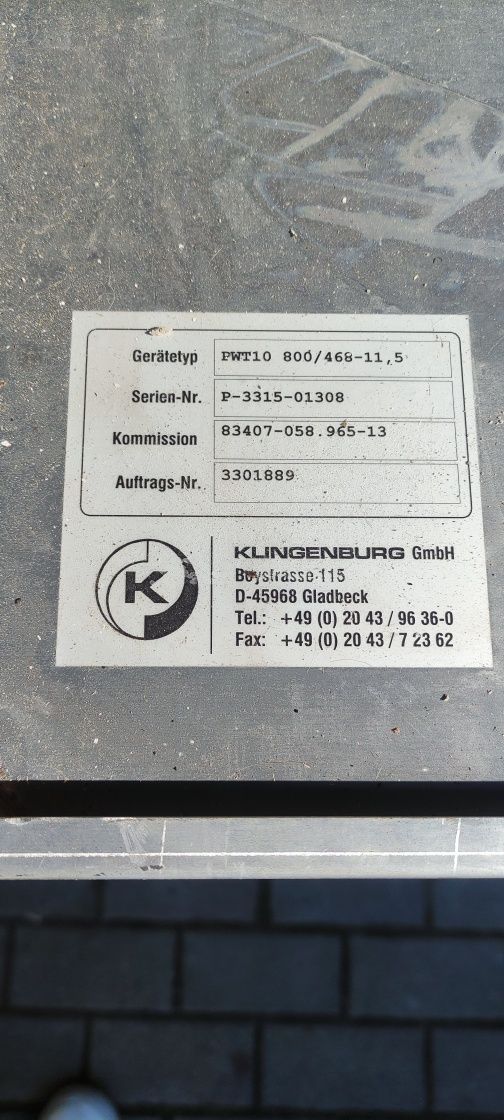 Gerätetyp PWT10 800/468-11,5
Serien-Nr. P-3315-01308
Kommission 83407-058.965-13
Auftrags-Nr. 3301889
K
KLINGENBURG GmbH
Boystrasse 115
D-45968 Gladbeck
Tel.: +49 (0) 20 43 / 96 36-0
Fax: +49 (0) 20 43 / 7 23 62